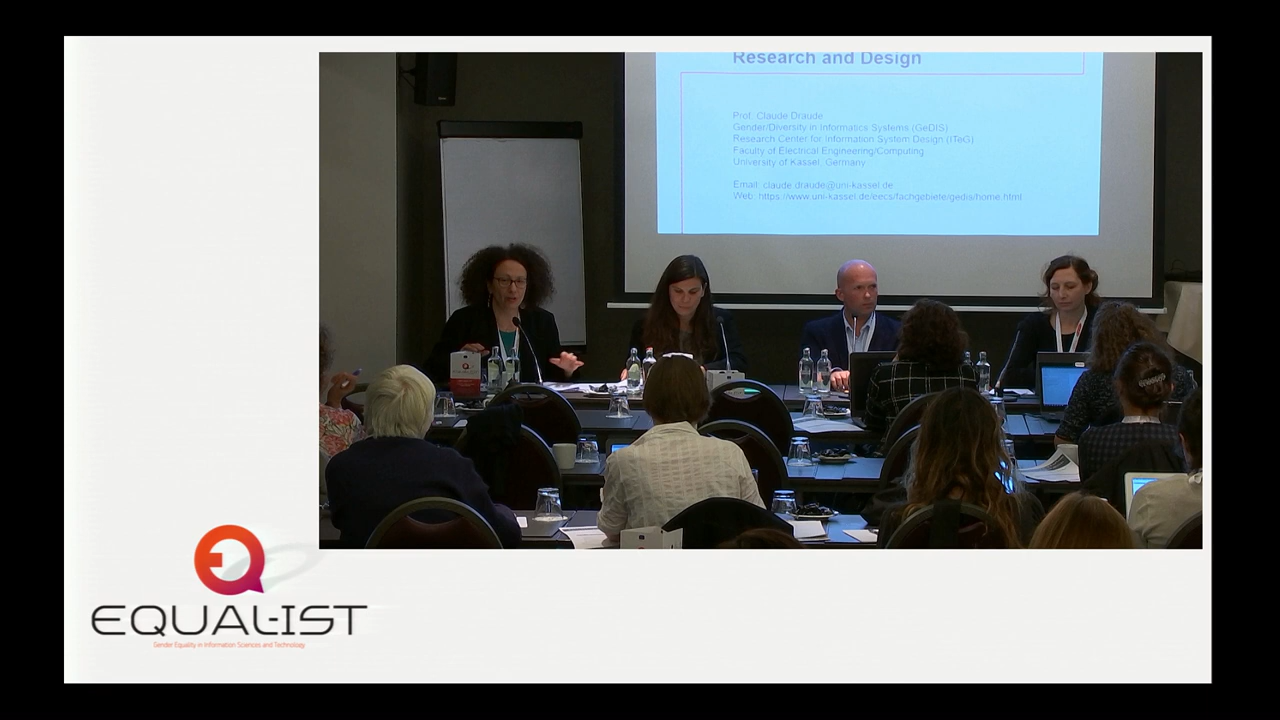 Research and Design
Prof. Claude Draude
Gender/Diversity in Informatics Systems (GeDIS)
Research Center for Information System Design (ITeG)
Faculty of Electrical Engineering/Computing
University of Kassel, Germany
Email: claude.draude@uni-kassel.de
Web: https://www.uni-kassel.de/eecs/fachgebiete/gedis/home.html
EQUAL-IST
Gender Equality in Information Sciences and Technology